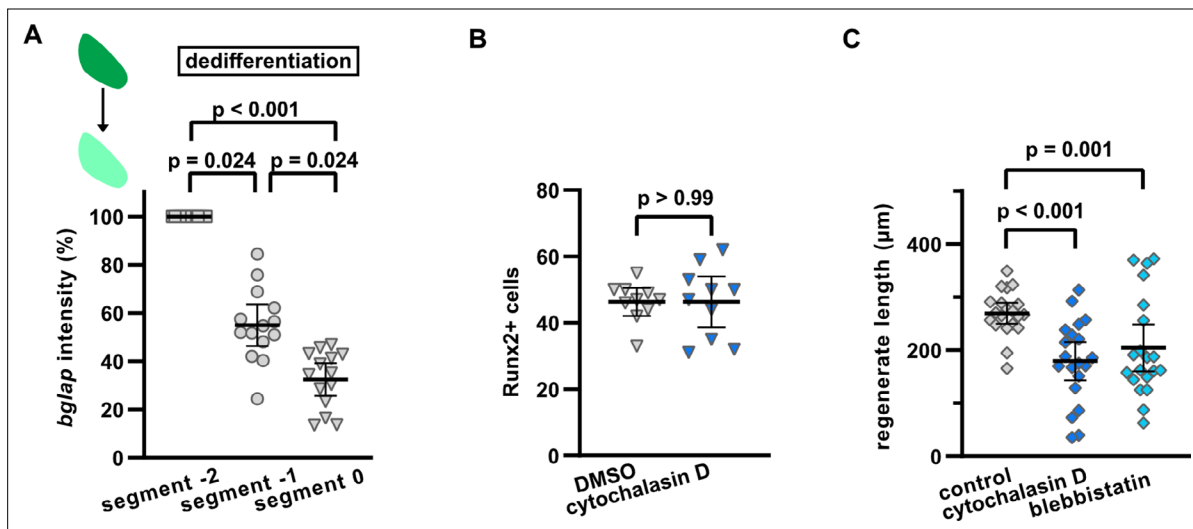 A
dedifferentiation
p < 0.001
p = 0.024 p = 0.024
bglap intensity (%)
100
80
60
40
20
0
segment -2
segment -1
segment 0
B
p > 0.99
Runx2+ cells
80
60
40
20
0
DMSO
cytochalasin D
C
p = 0.001
p < 0.001
regenerate length (µm)
400
200
0
control
cytochalasin D
blebbistatin